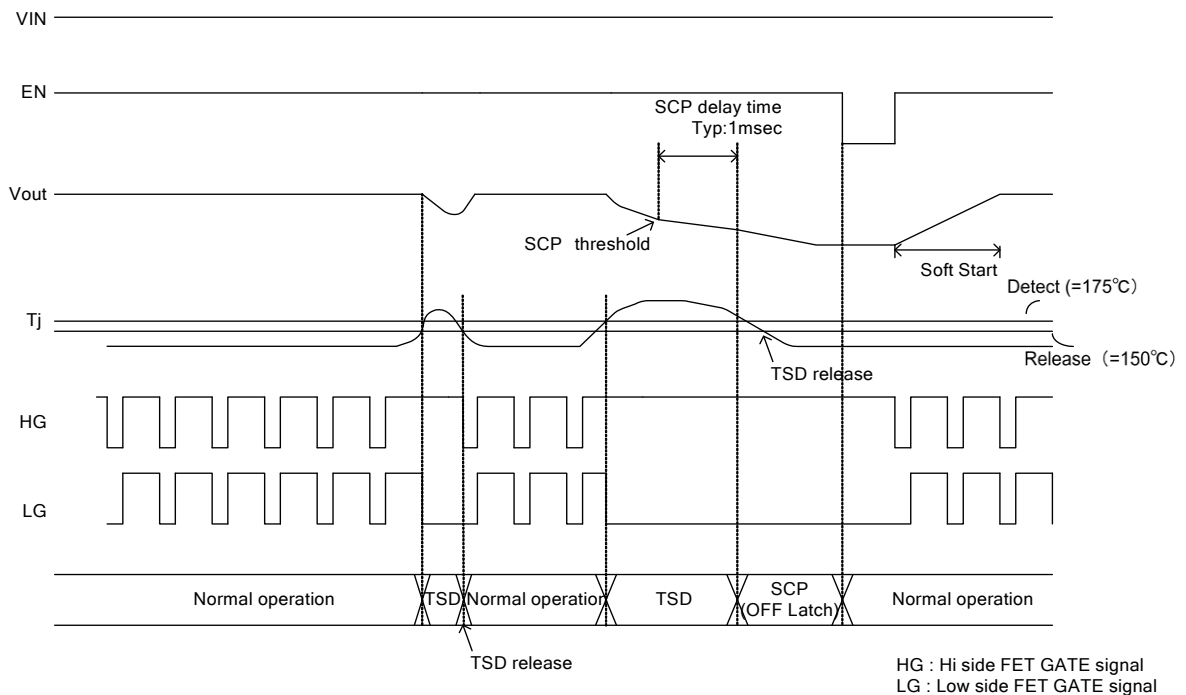 VIN
EN
SCP delay time
Typ:1msec
Vout
SCP threshold
Soft Start
Detect (=175℃)
Tj
Release (=150℃)
TSD release
HG
LG
Normal operation
TSD
Normal operation
TSD
SCP
(OFF Latch)
Normal operation
TSD release
HG : Hi side FET GATE signal
LG : Low side FET GATE signal